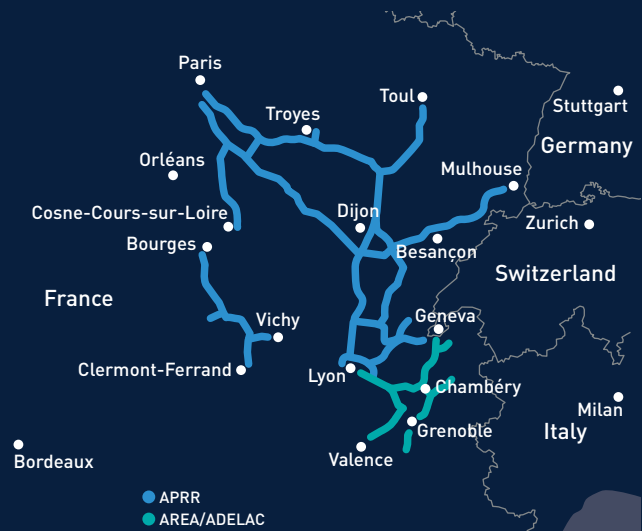 Paris
Toul
Stuttgart
Troyes
Germany
Orléans
Mulhouse
Cosne-Cours-sur-Loire
Dijon
Zurich
Bourges
Besançon
Switzerland
France
Geneva
Vichy
Clermont-Ferrand
Lyon
Chambéry
Milan
Grenoble
Italy
Valence
Bordeaux
APRR
AREA/ADELAC